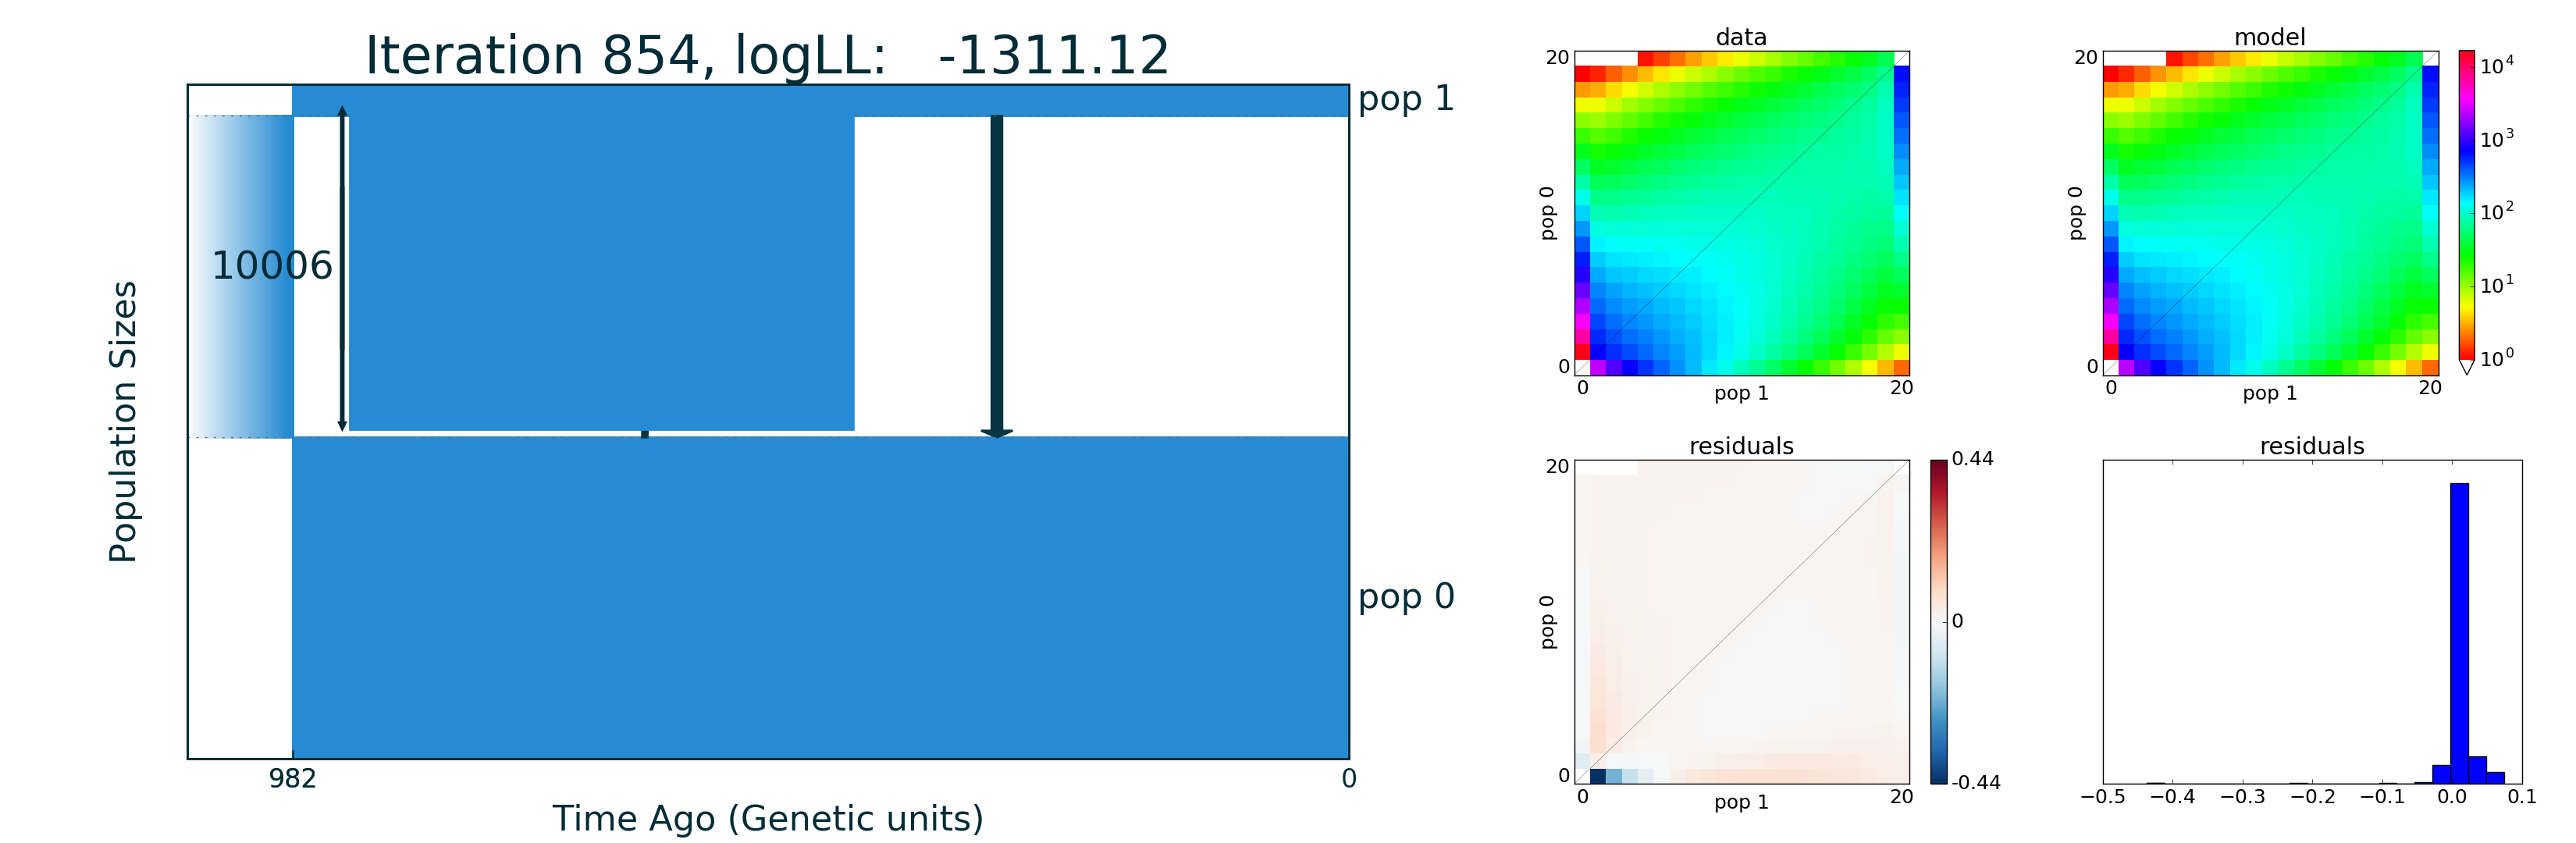 Iteration 854, logLL:   -1311.12
pop 1
10006
Population Sizes
pop 0
982
0
Time Ago (Genetic units)
data
20
pop 0
0
0
20
pop 1
model
20
pop 0
0
0
20
pop 1
10^4
10^3
10^2
10^1
10^0
residuals
20
pop 0
0
0
20
pop 1
0.44
0
-0.44
residuals
−0.5 −0.4 −0.3 −0.2 −0.1 0.0 0.1